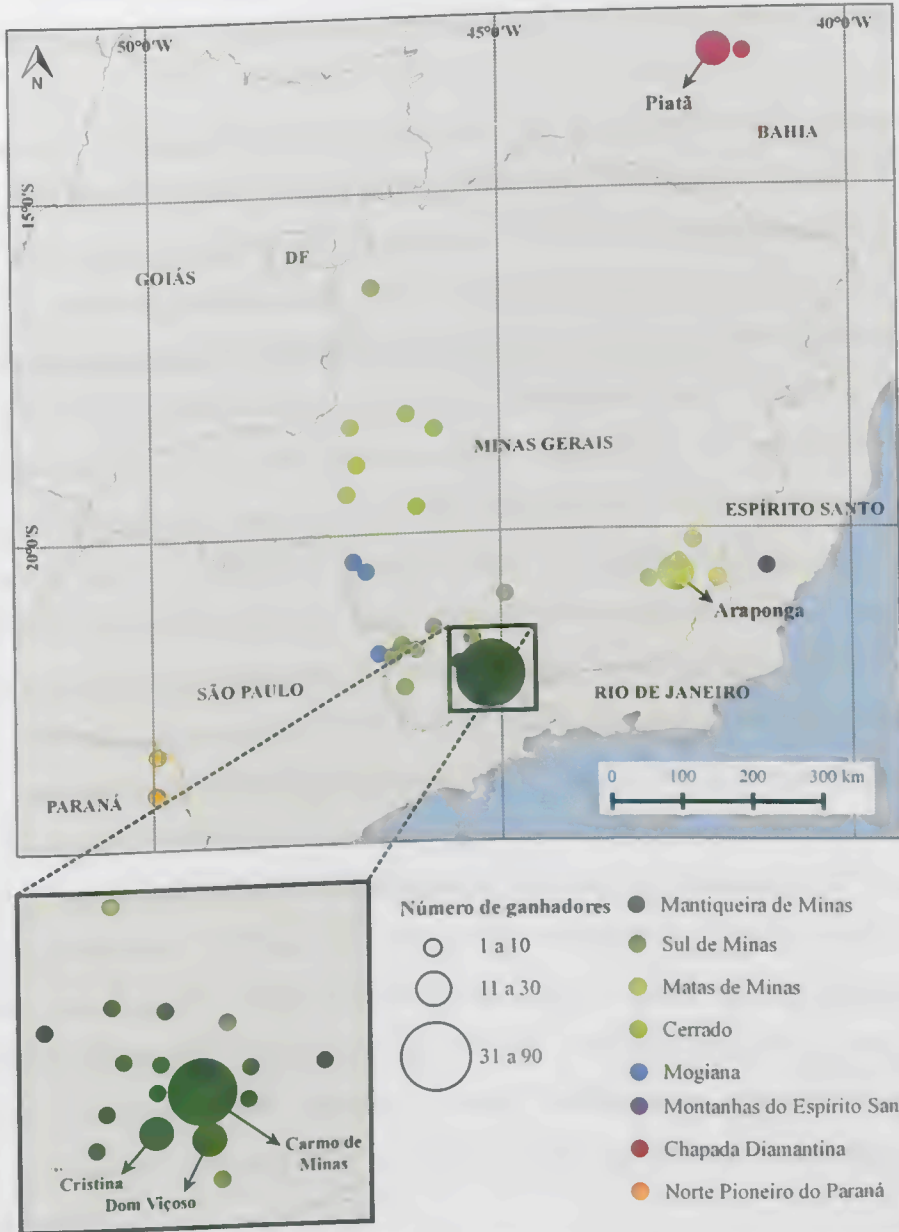 50°0'W
45°0'W
40°0'W
N
Piatã
BAHIA
15°0'S
DF
GOIÁS
MINAS GERAIS
ESPÍRITO SANTO
20°0'S
Araponga
SÃO PAULO
RIO DE JANEIRO
0 100 200 300 km
PARANÁ
Número de ganhadores
1 a 10
11 a 30
31 a 90
Mantiqueira de Minas
Sul de Minas
Matas de Minas
Cerrado
Mogiana
Montanhas do Espírito San
Chapada Diamantina
Norte Pioneiro do Paraná
Carmo de
Minas
Cristina
Dom Viçoso